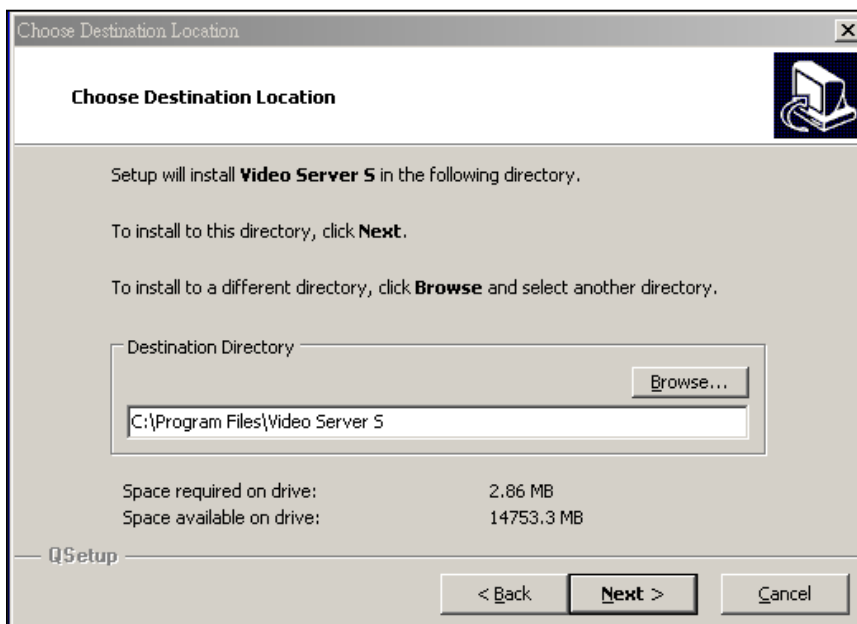 Choose Destination Location
Choose Destination Location
Setup will install Video Server S in the following directory.
To install to this directory, click Next.
To install to a different directory, click Browse and select another directory.
Destination Directory
Browse...
C:\Program Files\Video Server S
Space required on drive: 2.86 MB
Space available on drive: 14753.3 MB
QSetup
< Back Next > Cancel